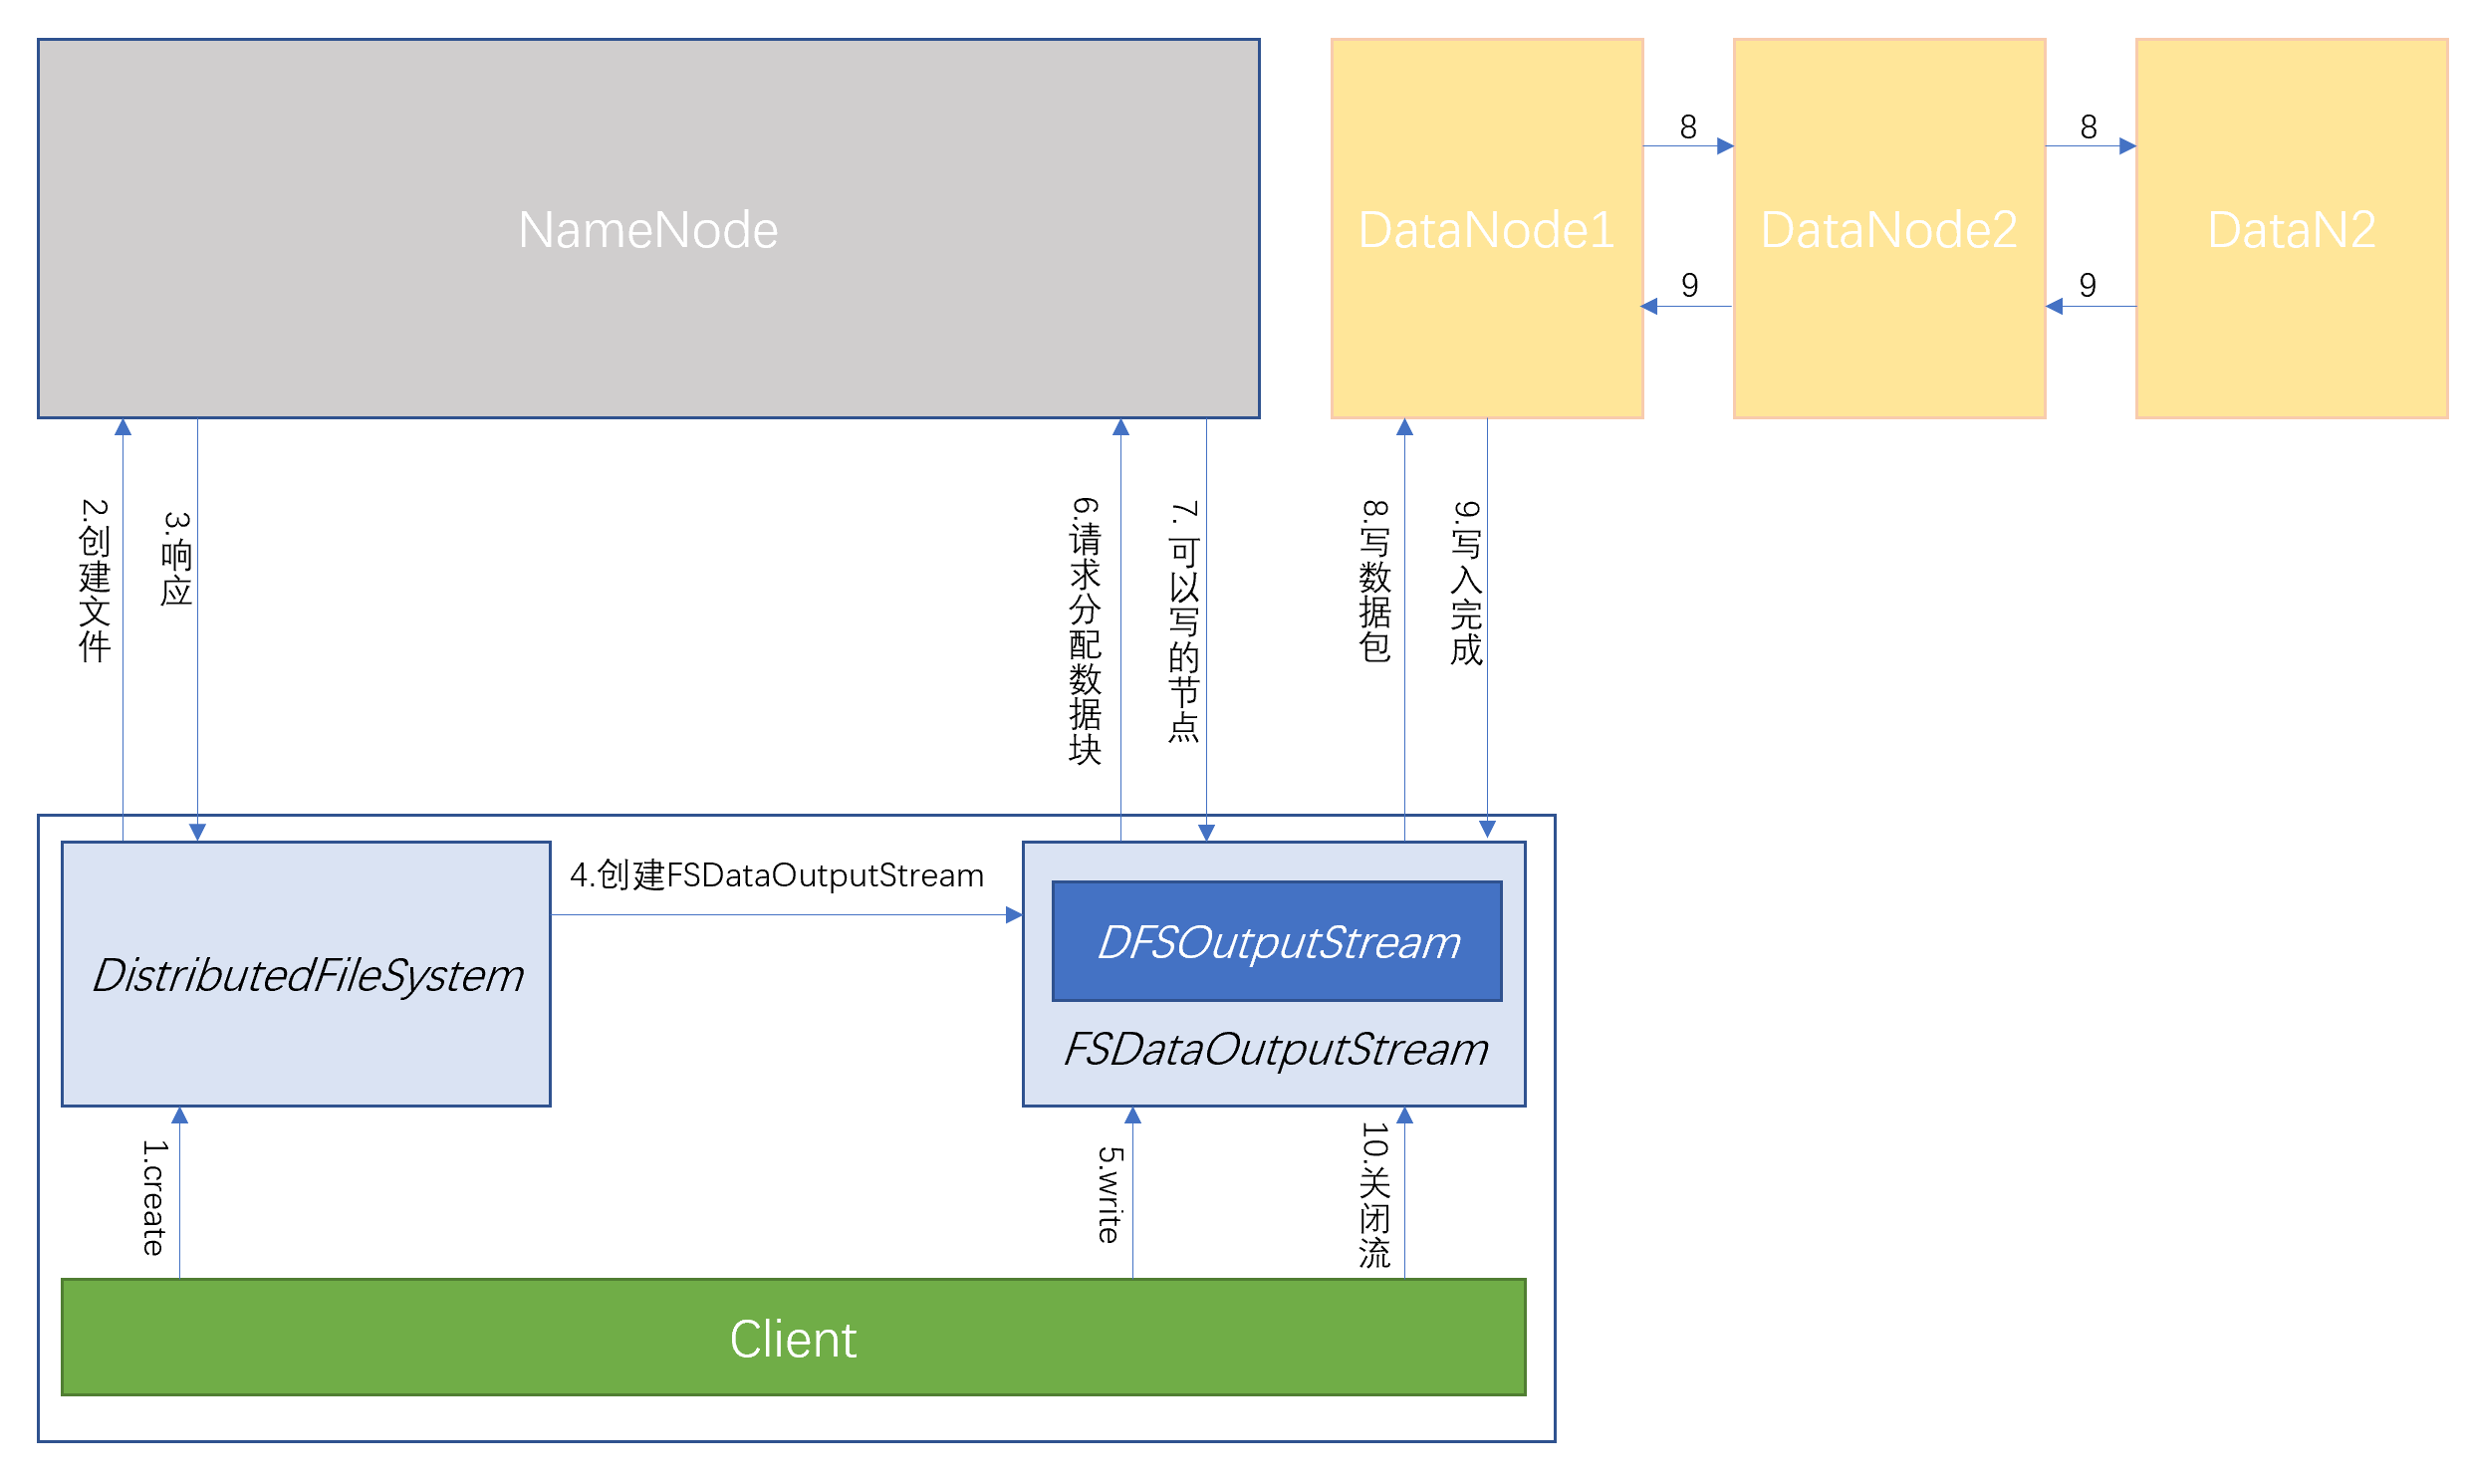 NameNode
DataNode1
DataNode2
DataN2
8
8
9
9
2.创建文件
3.响应
6.请求分配数据块
7.可以写的节点
8.写数据包
9.写入完成
4.创建FSDataOutputStream
DistributedFileSystem
DFSOutputStream
FSDataOutputStream
1.create
5.write
10.关闭流
Client